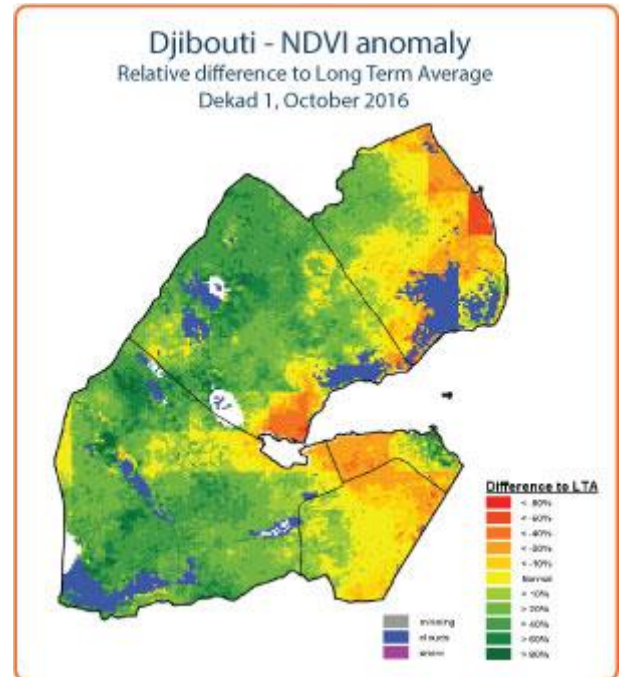 Djibouti - NDVI anomaly
Relative difference to Long Term Average
Dekad 1, October 2016
Difference to LTA
< -80%
< -60%
< -40%
< -20%
< -10%
Normal
> 10%
> 20%
> 40%
> 60%
> 80%
missing
clouds
snow